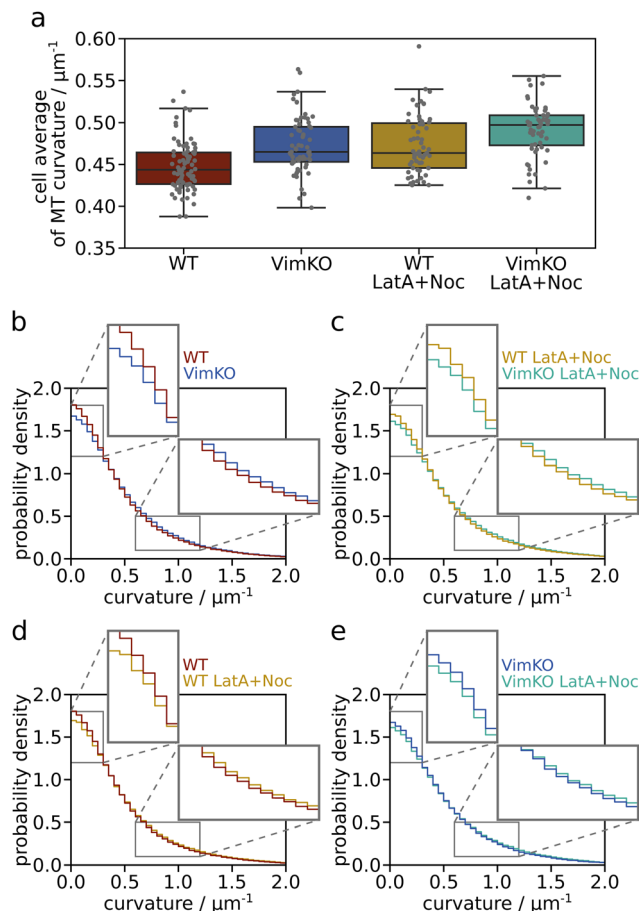 a
cell average
of MT curvature / μm⁻¹
0.60
0.55
0.50
0.45
0.40
0.35
WT
VimKO
WT
LatA+Noc
VimKO
LatA+Noc
b
WT
VimKO
probability density
2.0
1.5
1.0
0.5
0.0
0.0 0.5 1.0 1.5 2.0
curvature / μm⁻¹
c
WT LatA+Noc
VimKO LatA+Noc
probability density
2.0
1.5
1.0
0.5
0.0
0.0 0.5 1.0 1.5 2.0
curvature / μm⁻¹
d
WT
WT LatA+Noc
probability density
2.0
1.5
1.0
0.5
0.0
0.0 0.5 1.0 1.5 2.0
curvature / μm⁻¹
e
VimKO
VimKO LatA+Noc
probability density
2.0
1.5
1.0
0.5
0.0
0.0 0.5 1.0 1.5 2.0
curvature / μm⁻¹